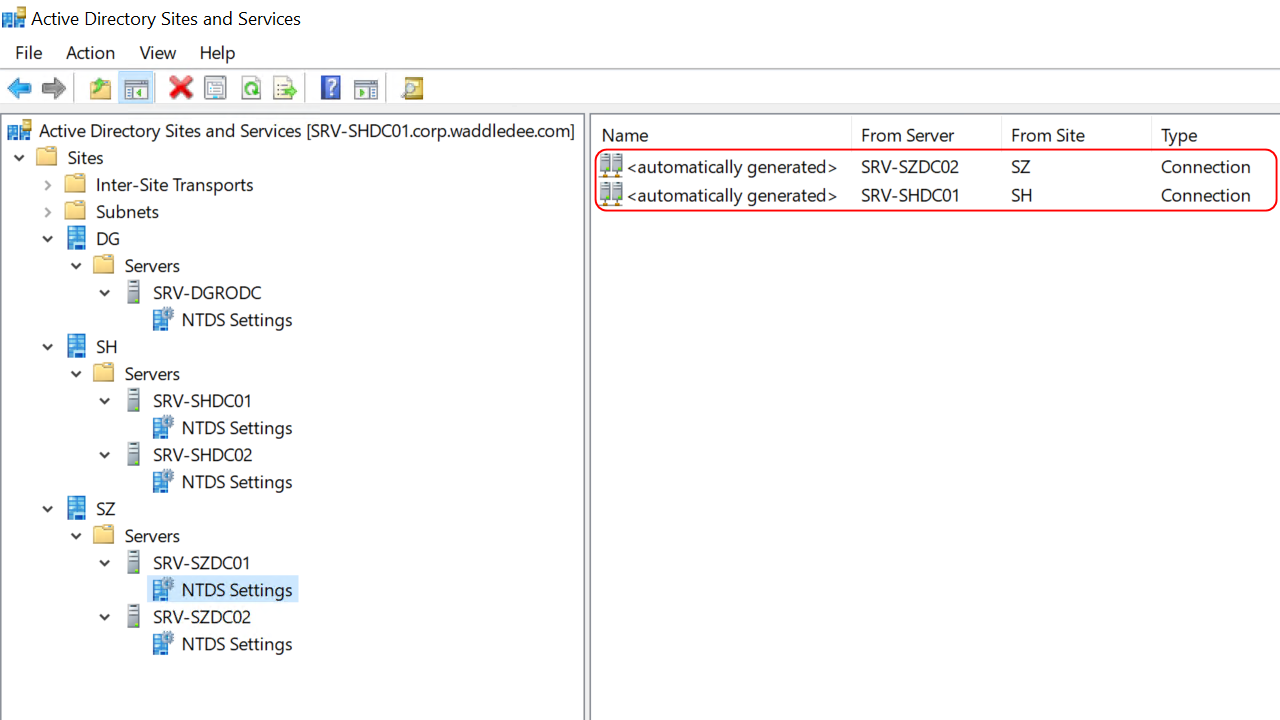 Active Directory Sites and Services
File Action View Help
Active Directory Sites and Services [SRV-SHDC01.corp.waddledee.com]
Sites
Inter-Site Transports
Subnets
DG
Servers
SRV-DGRODC
NTDS Settings
SH
Servers
SRV-SHDC01
NTDS Settings
SRV-SHDC02
NTDS Settings
SZ
Servers
SRV-SZDC01
NTDS Settings
SRV-SZDC02
NTDS Settings
Name From Server From Site Type
<automatically generated> SRV-SZDC02 SZ Connection
<automatically generated> SRV-SHDC01 SH Connection